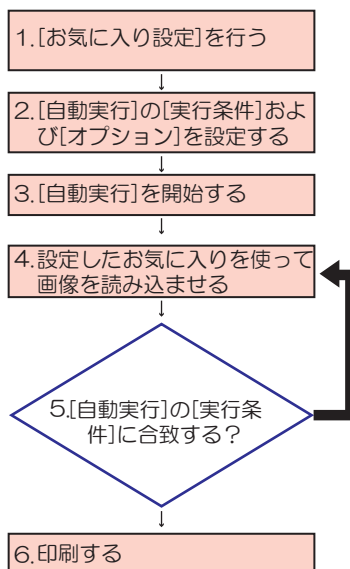 1.[お気に入り設定]を行う
2.[自動実行]の[実行条件]およ
び[オプション]を設定する
3.[自動実行]を開始する
4.設定したお気に入りを使って
画像を読み込ませる
5.[自動実行]の[実行条
件]に合致する？
6.印刷する